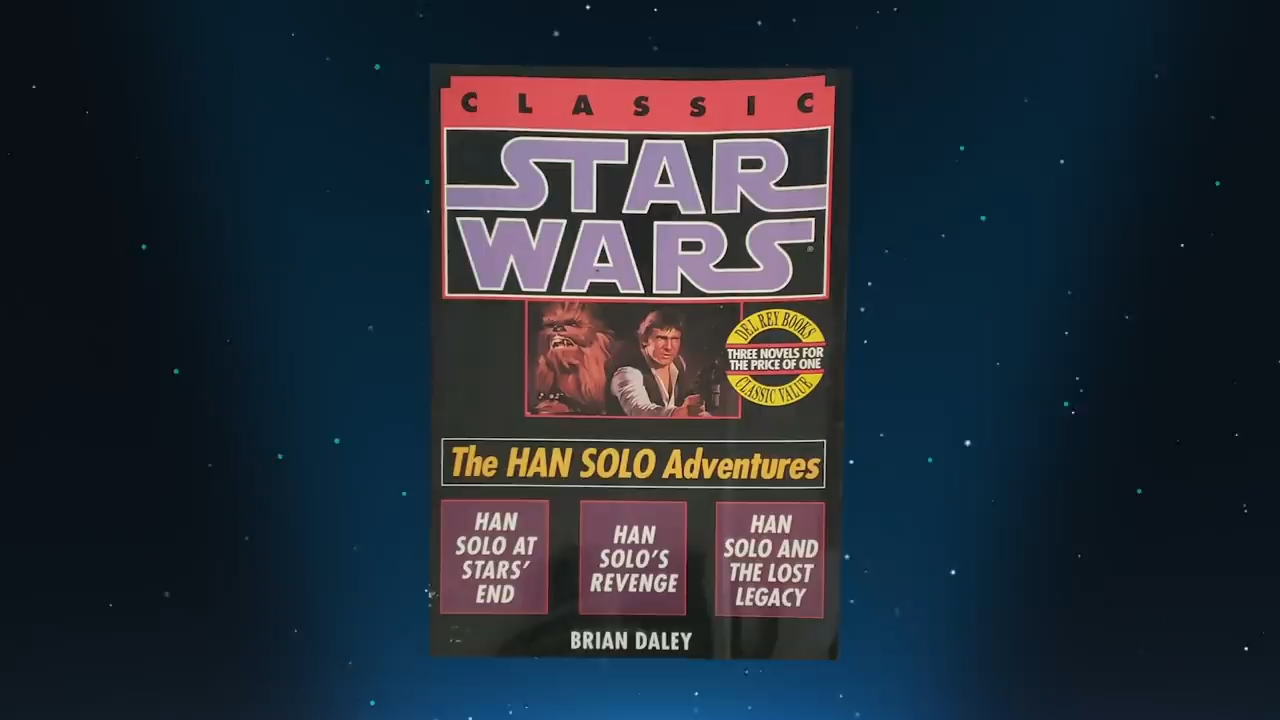 CLASSIC
STAR
WARS®
DEL REY BOOKS
THREE NOVELS FOR
THE PRICE OF ONE
CLASSIC VALUE
The HAN SOLO Adventures
HAN
SOLO AT
STARS'
END
HAN
SOLO'S
REVENGE
HAN
SOLO AND
THE LOST
LEGACY
BRIAN DALEY